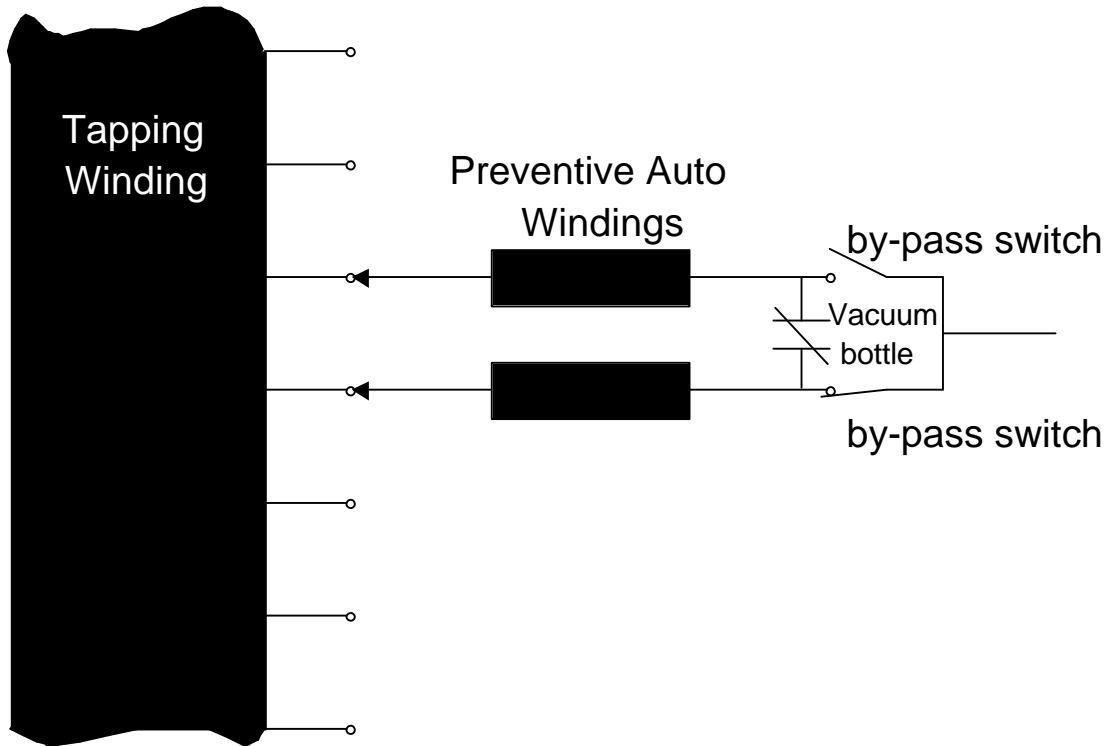 Tapping
Winding
Preventive Auto
Windings
by-pass switch
Vacuum
bottle
by-pass switch